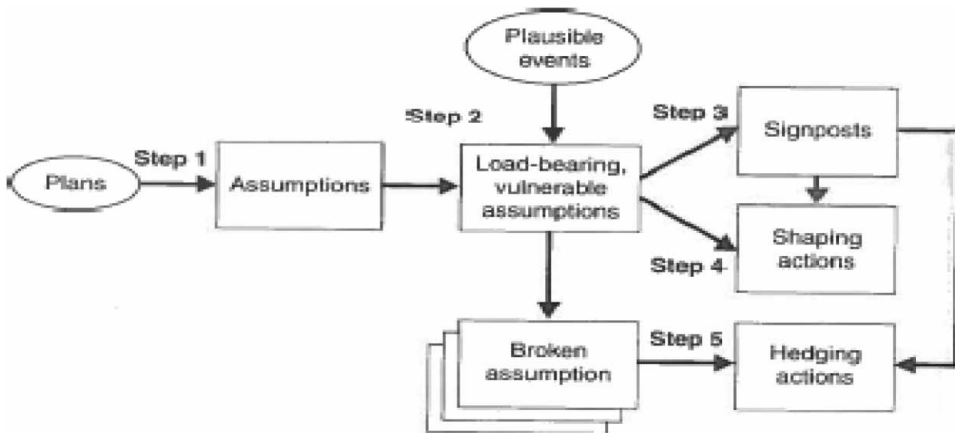 Plausible
events
Step 2
Step 3
Signposts
Step 1
Plans
Assumptions
Load-bearing,
vulnerable
assumptions
Step 4
Shaping
actions
Broken
assumption
Step 5
Hedging
actions